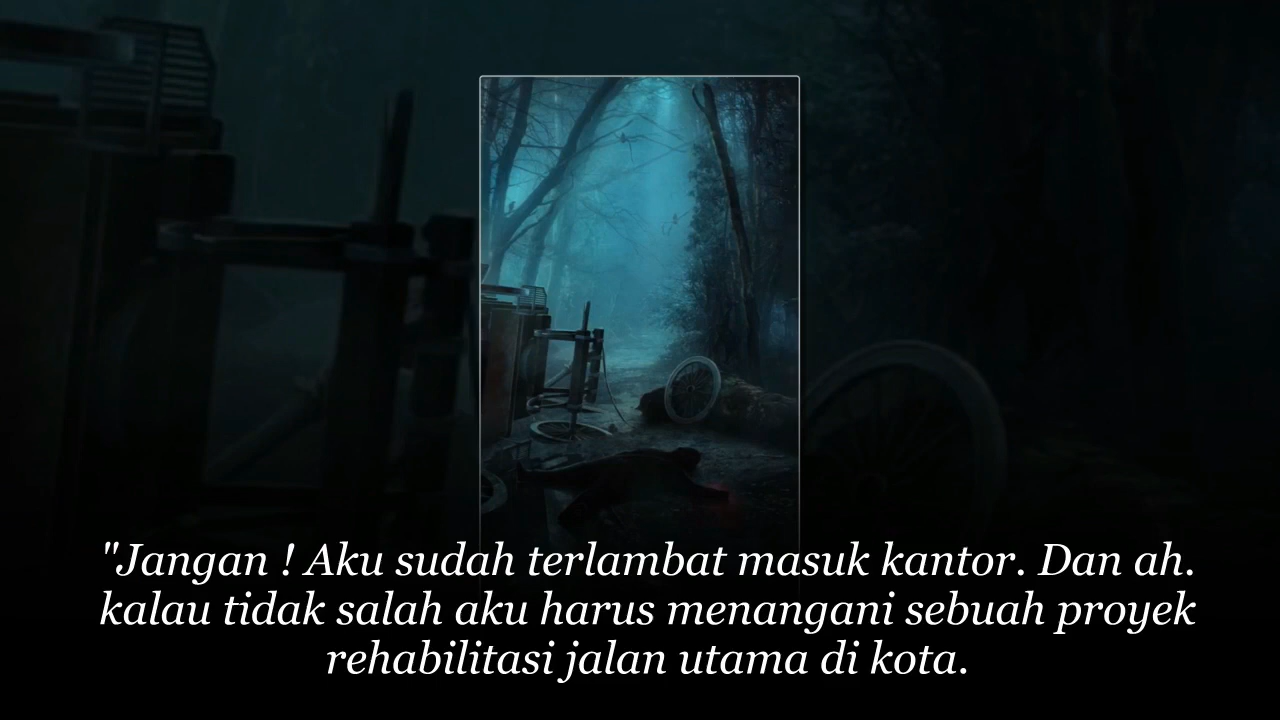 "Jangan ! Aku sudah terlambat masuk kantor. Dan ah.
kalau tidak salah aku harus menangani sebuah proyek
rehabilitasi jalan utama di kota.